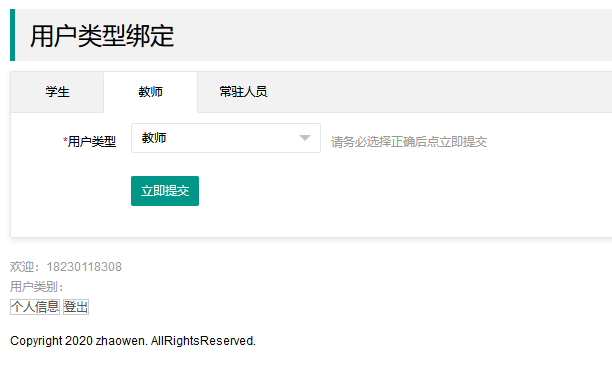 用户类型绑定
学生 教师 常驻人员
*用户类型 教师 请务必选择正确后点立即提交
立即提交
欢迎：18230118308
用户类别：
个人信息 登出
Copyright 2020 zhaowen. AllRightsReserved.